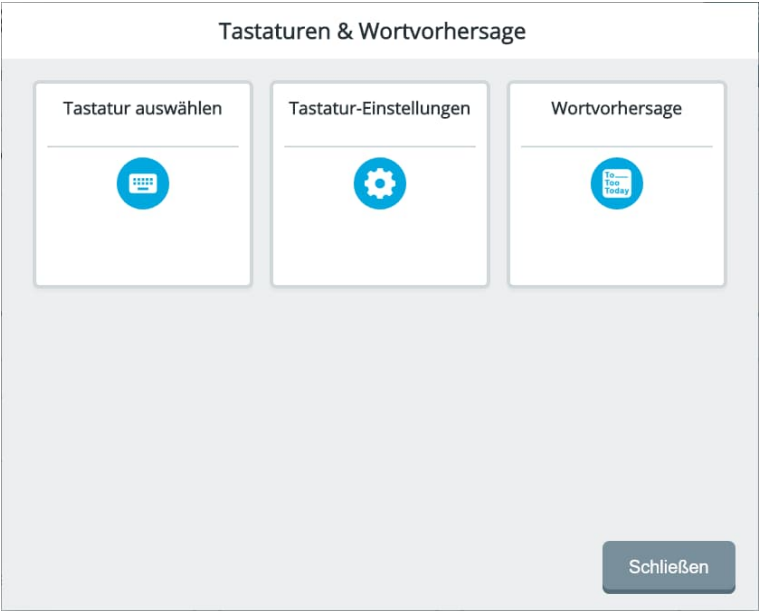 Tastaturen & Wortvorhersage
Tastatur auswählen
Tastatur-Einstellungen
Wortvorhersage
To
Too
Today
Schließen